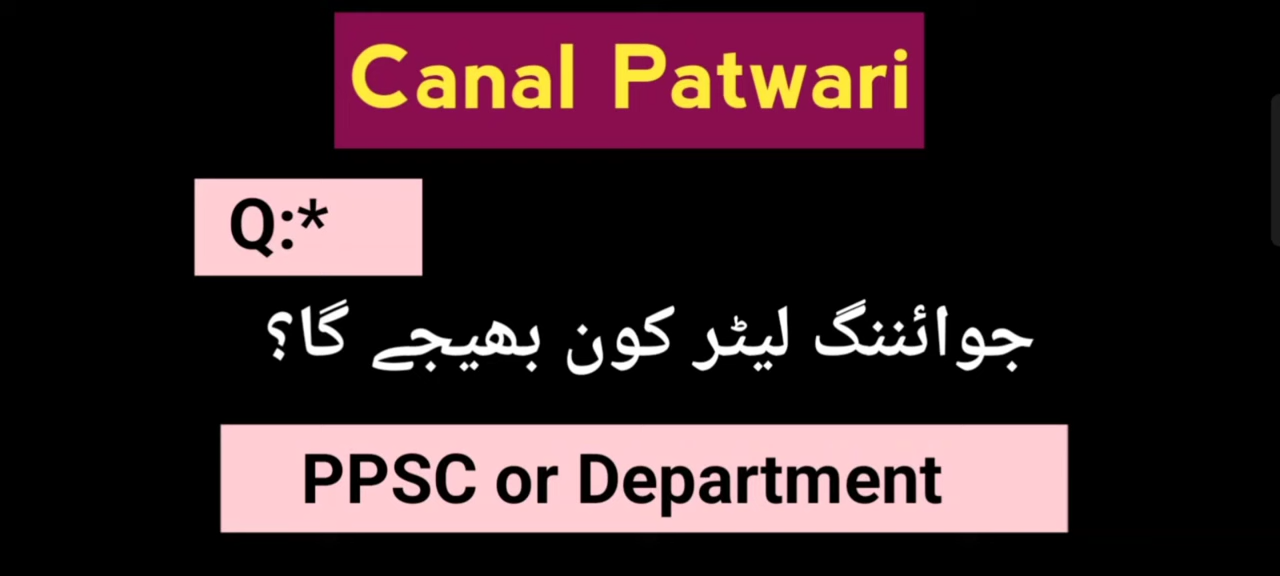 Canal Patwari
Q:*
جوائننگ لیٹر کون بھیجے گا؟
PPSC or Department